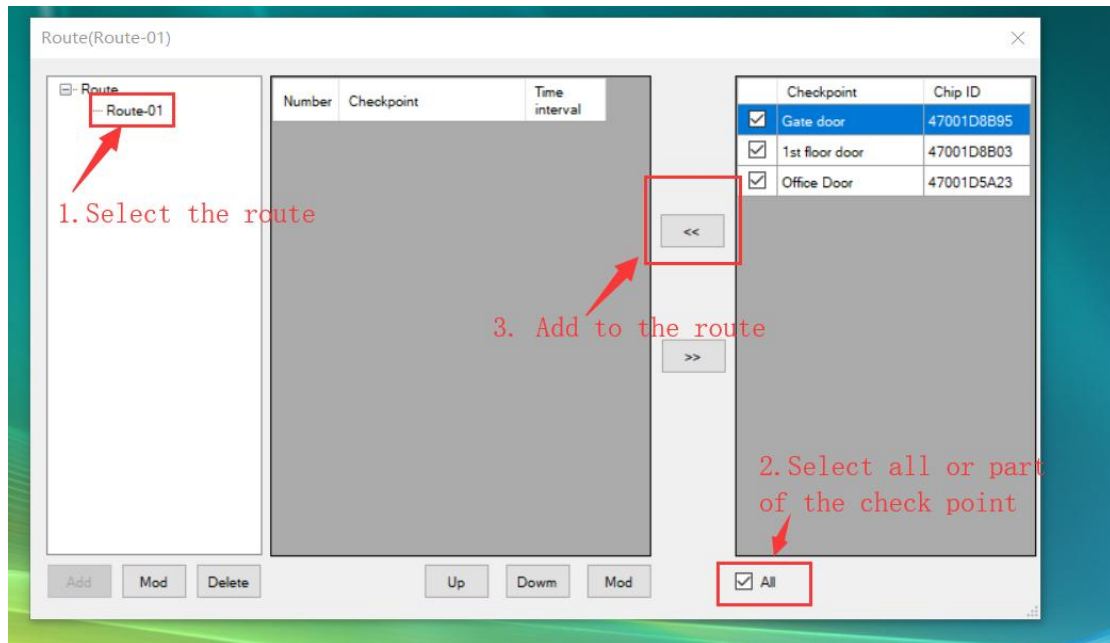 Route(Route-01)
Route
Route-01
1. Select the route
Number Checkpoint Time interval
<<
3. Add to the route
>>
Checkpoint Chip ID
Gate door 47001D8B95
1st floor door 47001D8B03
Office Door 47001D5A23
2. Select all or part
of the check point
Add Mod Delete Up Dowm Mod All